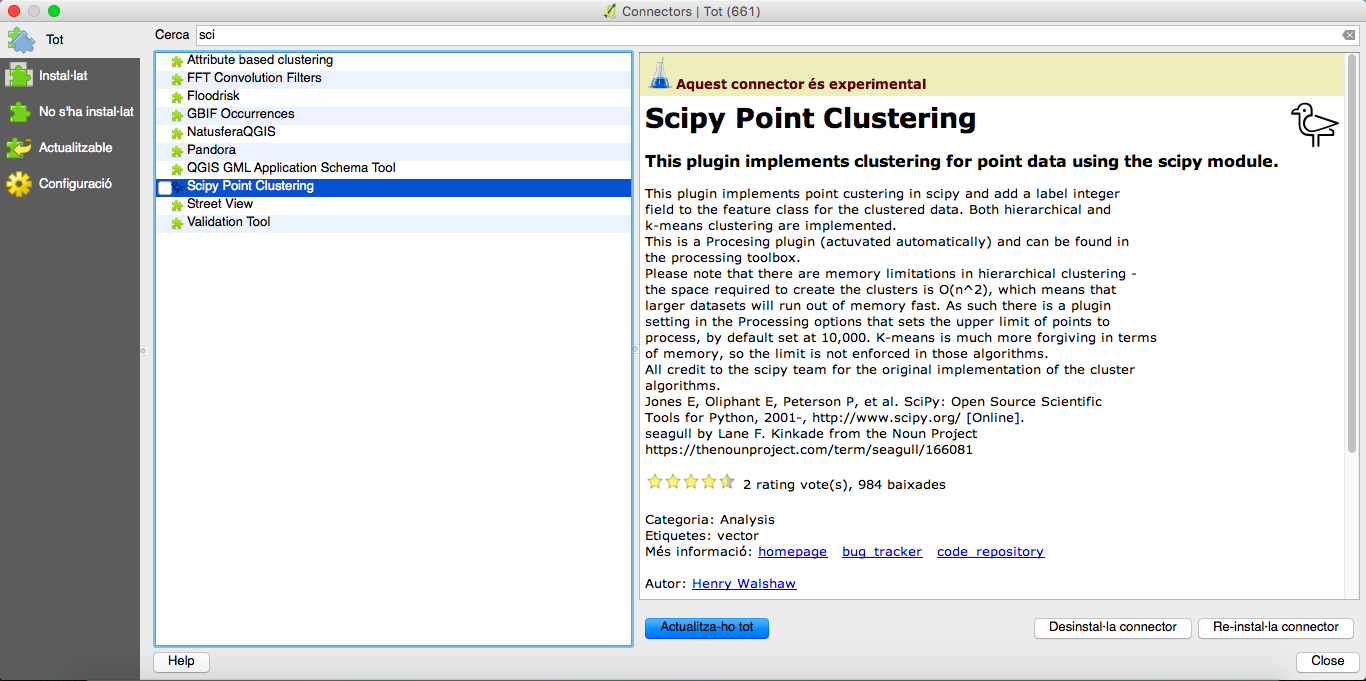 Connectors | Tot (661)
Tot
Instal·lat
No s'ha instal·lat
Actualitzable
Configuració
Cerca sci
Attribute based clustering
FFT Convolution Filters
Floodrisk
GBIF Occurrences
NatusferaQGIS
Pandora
QGIS GML Application Schema Tool
Scipy Point Clustering
Street View
Validation Tool
Aquest connector és experimental
Scipy Point Clustering
This plugin implements clustering for point data using the scipy module.
This plugin implements point custering in scipy and add a label integer
field to the feature class for the clustered data. Both hierarchical and
k-means clustering are implemented.
This is a Procesing plugin (actuvated automatically) and can be found in
the processing toolbox.
Please note that there are memory limitations in hierarchical clustering -
the space required to create the clusters is O(n^2), which means that
larger datasets will run out of memory fast. As such there is a plugin
setting in the Processing options that sets the upper limit of points to
process, by default set at 10,000. K-means is much more forgiving in terms
of memory, so the limit is not enforced in those algorithms.
All credit to the scipy team for the original implementation of the cluster
algorithms.
Jones E, Oliphant E, Peterson P, et al. SciPy: Open Source Scientific
Tools for Python, 2001-, http://www.scipy.org/ [Online].
seagull by Lane F. Kinkade from the Noun Project
https://thenounproject.com/term/seagull/166081
2 rating vote(s), 984 baixades
Categoria: Analysis
Etiquetes: vector
Més informació: homepage bug_tracker code_repository
Autor: Henry Walshaw
Actualitza-ho tot
Desinstal·la connector
Re-instal·la connector
Help
Close